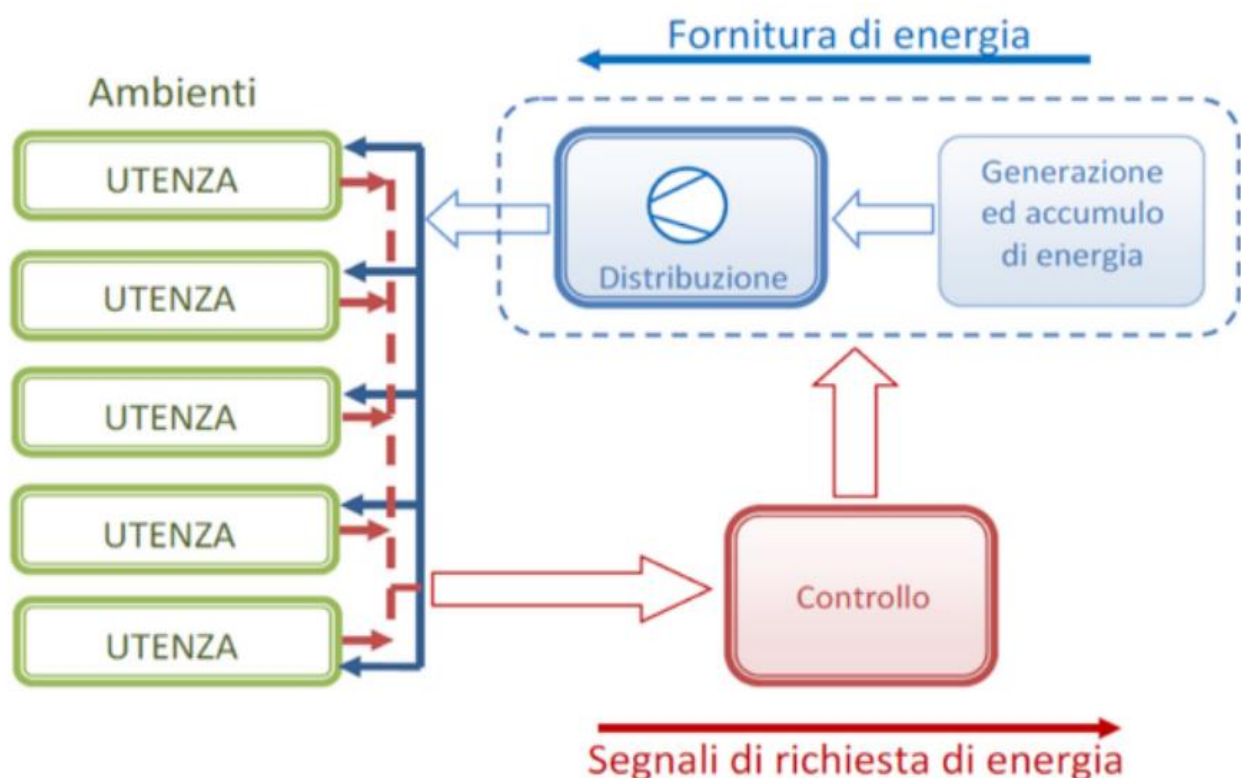 Fornitura di energia
Ambienti
UTENZA
UTENZA
UTENZA
UTENZA
UTENZA
Distribuzione
Generazione
ed accumulo
di energia
Controllo
Segnali di richiesta di energia